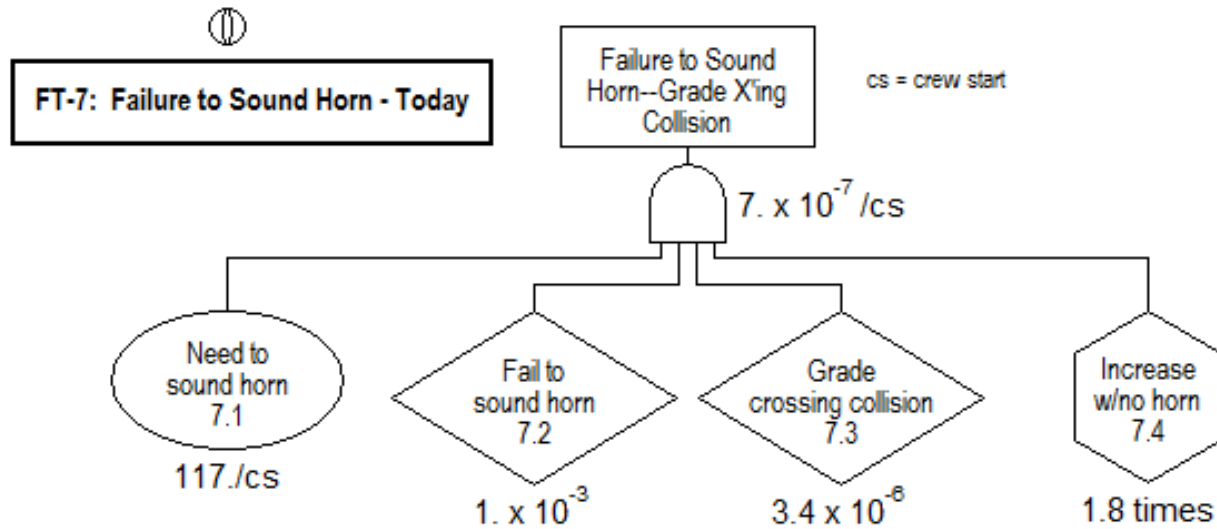 FT-7: Failure to Sound Horn - Today
Failure to Sound
Horn--Grade X'ing
Collision
cs = crew start
7. x 10⁻⁷ /cs
Need to
sound horn
7.1
117./cs
Fail to
sound horn
7.2
1. x 10⁻³
Grade
crossing collision
7.3
3.4 x 10⁻⁶
Increase
w/no horn
7.4
1.8 times